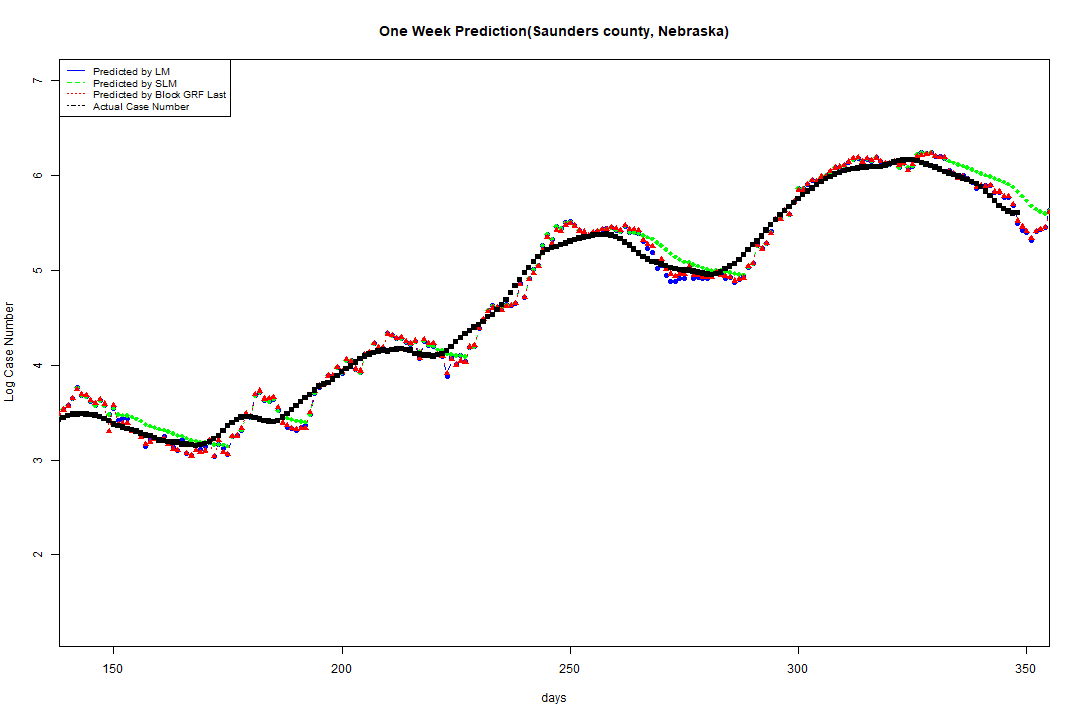 One Week Prediction(Saunders county, Nebraska)
Predicted by LM
Predicted by SLM
Predicted by Block GRF Last
Actual Case Number
7
6
5
4
3
2
Log Case Number
150 200 250 300 350
days